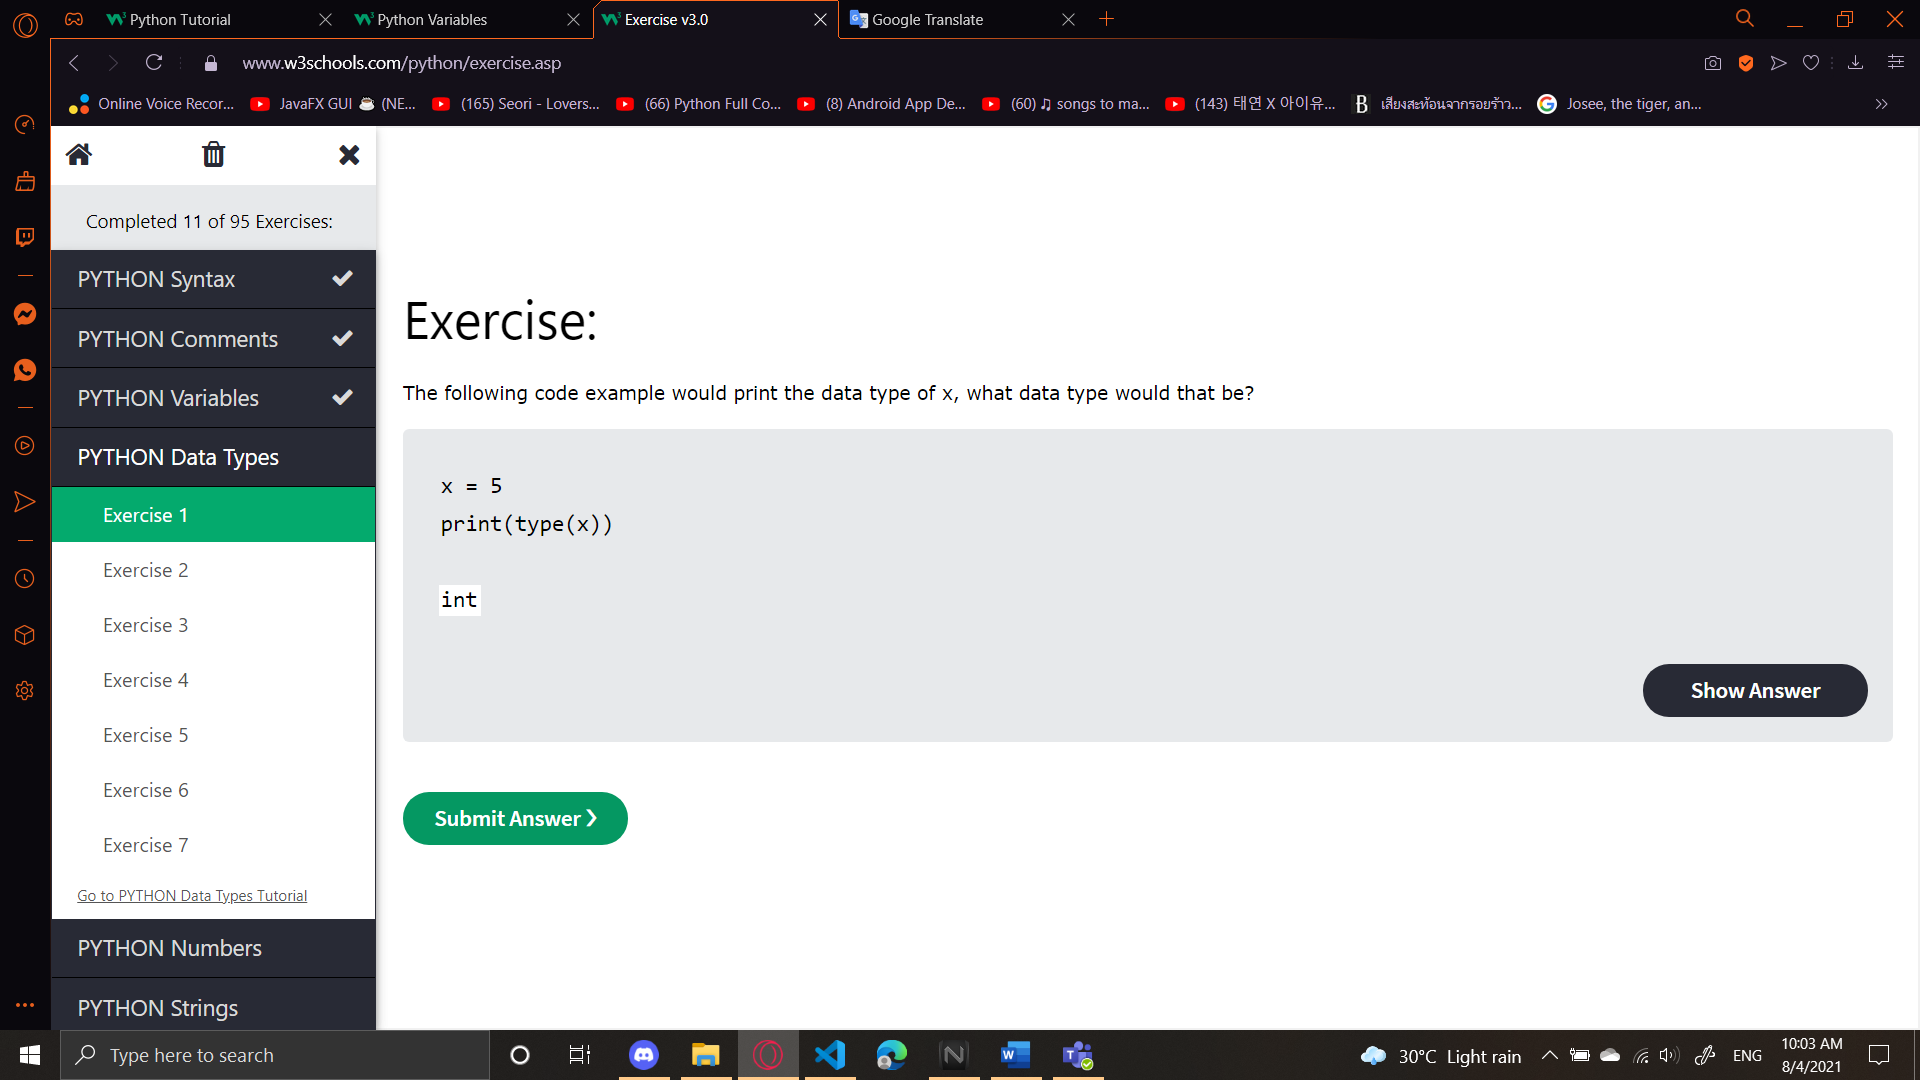 Python Tutorial
Python Variables
Exercise v3.0
Google Translate
www.w3schools.com/python/exercise.asp
Online Voice Recor...
JavaFX GUI ☕ (NE...
(165) Seori - Lovers...
(66) Python Full Co...
(8) Android App De...
(60) ♫ songs to ma...
(143) 태연 X 아이유...
เสียงสะท้อนจากรอยร้าว...
Josee, the tiger, an...
Completed 11 of 95 Exercises:
PYTHON Syntax
PYTHON Comments
PYTHON Variables
PYTHON Data Types
Exercise 1
Exercise 2
Exercise 3
Exercise 4
Exercise 5
Exercise 6
Exercise 7
Go to PYTHON Data Types Tutorial
PYTHON Numbers
PYTHON Strings
Exercise:
The following code example would print the data type of x, what data type would that be?
x = 5
print(type(x))
int
Show Answer
Submit Answer ❯
Type here to search
30°C Light rain
ENG
10:03 AM
8/4/2021